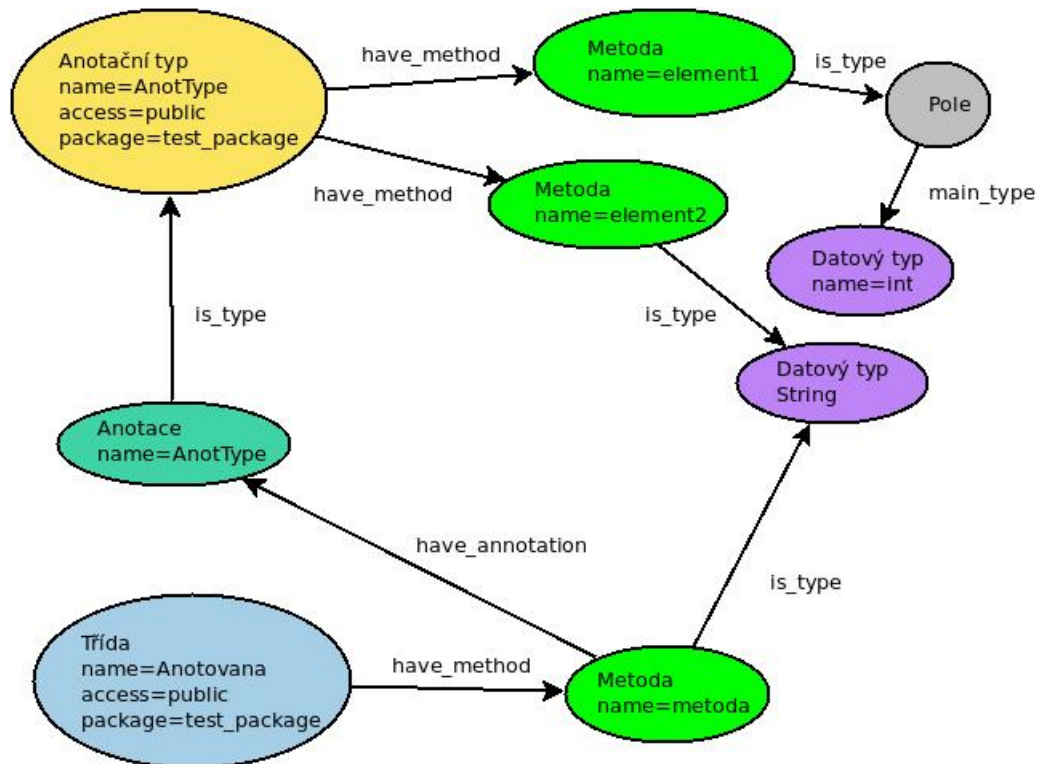 Anotační typ
name=AnotType
access=public
package=test_package
have_method
Metoda
name=element1
is_type
Pole
have_method
Metoda
name=element2
main_type
Datový typ
name=int
is_type
is_type
Datový typ
String
Anotace
name=AnotType
have_annotation
is_type
Třída
name=Anotovana
access=public
package=test_package
have_method
Metoda
name=metoda